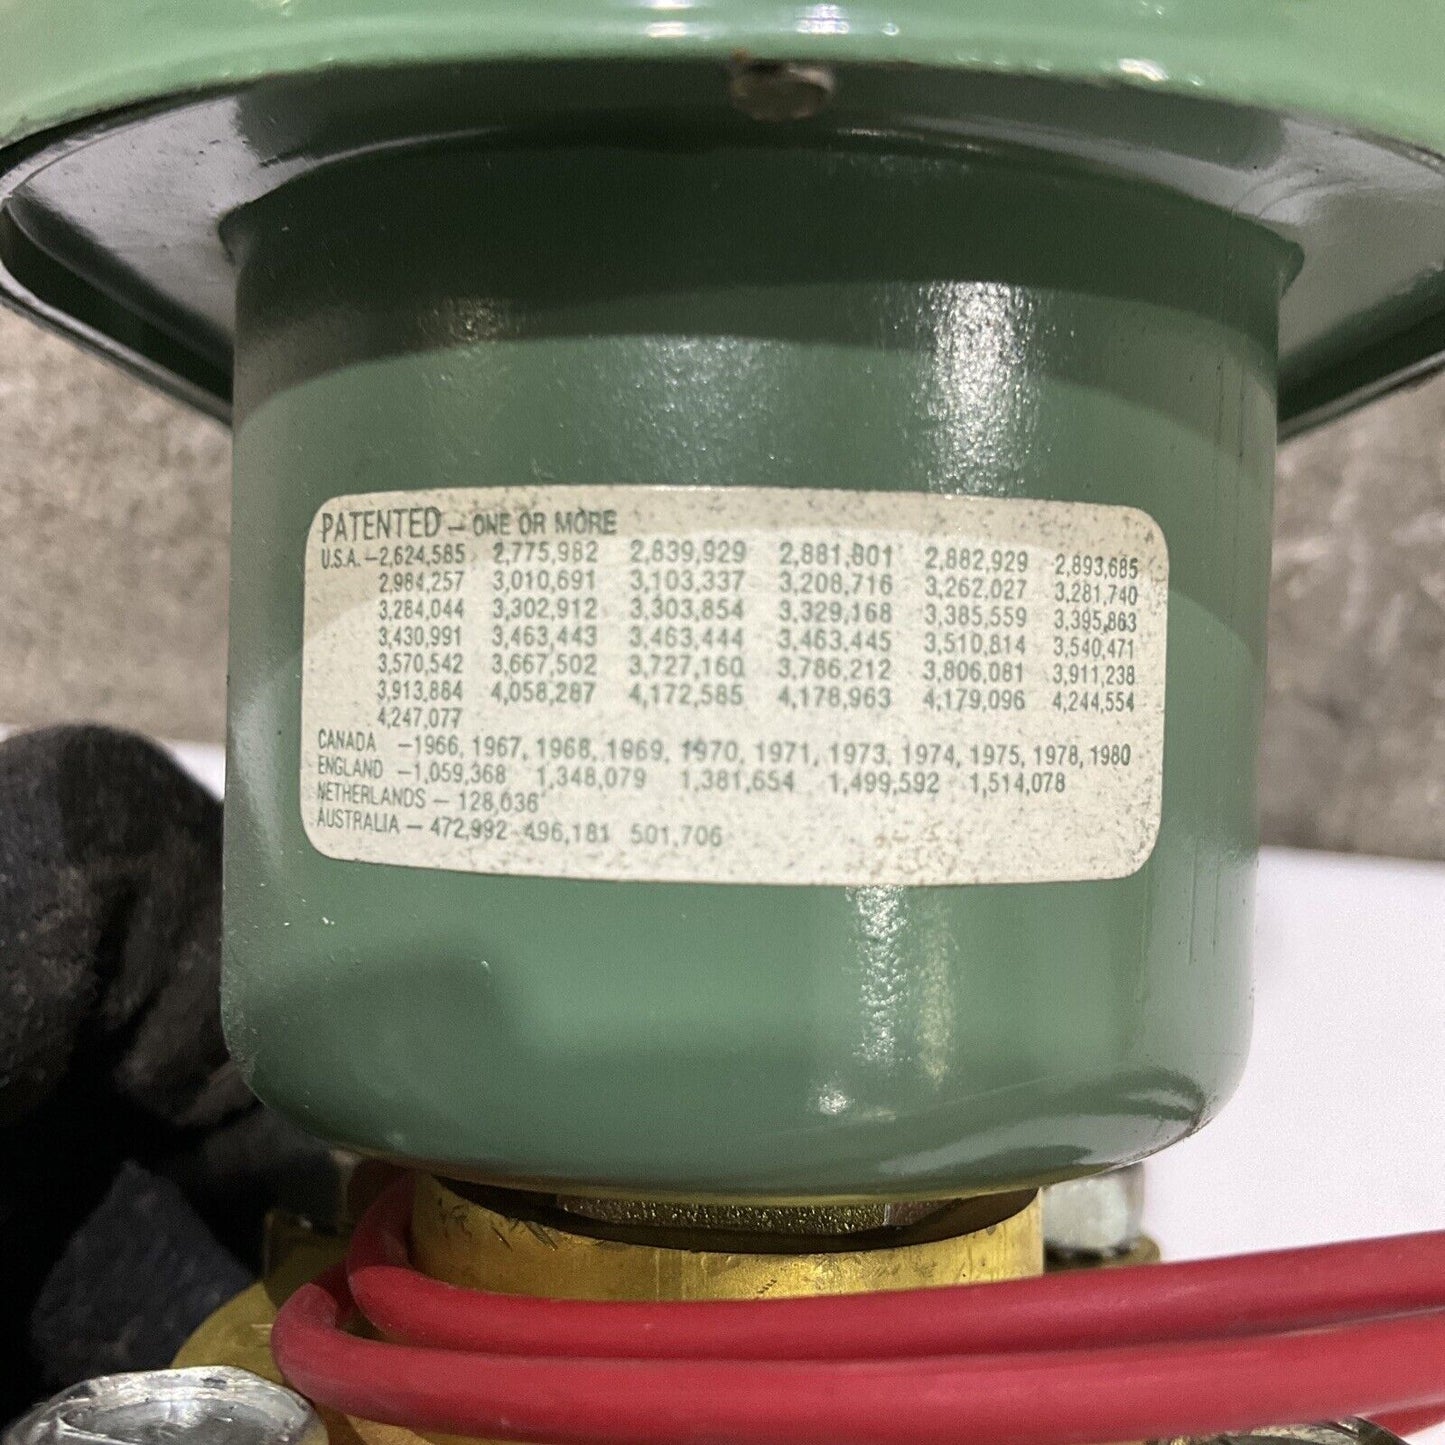 PATENTED – ONE OR MORE
U.S.A. – 2,624,585 2,775,982 2,839,929 2,881,801 2,882,929 2,893,685
2,984,257 3,010,691 3,103,337 3,208,716 3,262,027 3,281,740
3,284,044 3,302,912 3,303,854 3,329,168 3,385,559 3,395,863
3,430,991 3,463,443 3,463,444 3,463,445 3,510,814 3,540,471
3,570,542 3,667,502 3,727,160 3,786,212 3,806,081 3,911,238
3,913,884 4,058,287 4,172,585 4,178,963 4,179,096 4,244,554
4,247,077
CANADA – 1966, 1967, 1968, 1969, 1970, 1971, 1973, 1974, 1975, 1978, 1980
ENGLAND – 1,059,368 1,348,079 1,381,654 1,499,592 1,514,078
NETHERLANDS – 128,036
AUSTRALIA – 472,992 496,181 501,706